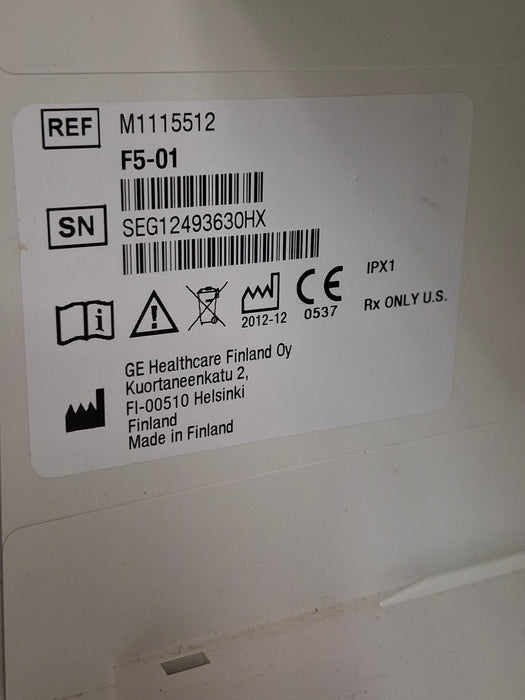 REF M1115512
F5-01
SN SEG12493630HX
i
2012-12
CE 0537
IPX1
Rx ONLY U.S.
GE Healthcare Finland Oy
Kuortaneenkatu 2,
FI-00510 Helsinki
Finland
Made in Finland